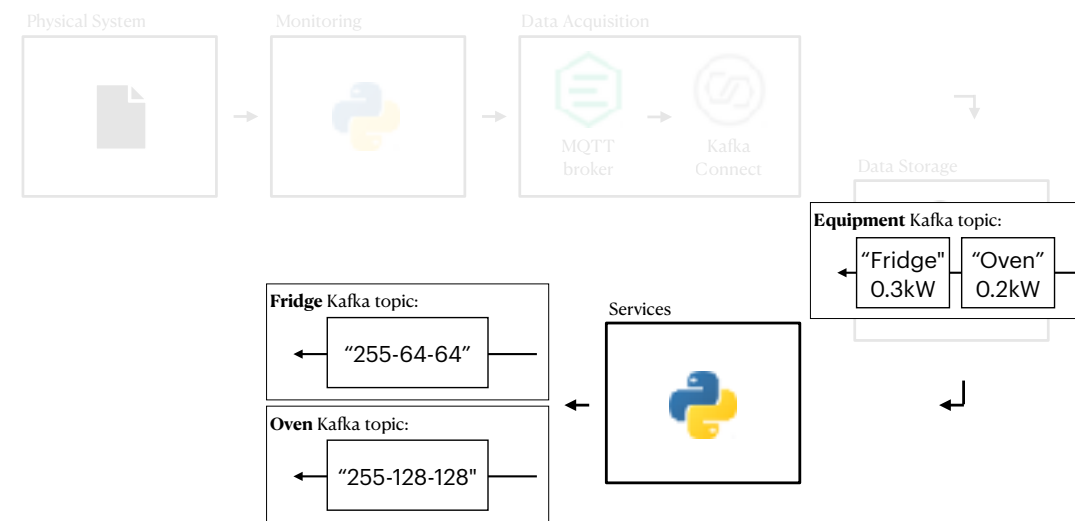 Physical System
Monitoring
Data Acquisition
MQTT
broker
Kafka
Connect
Data Storage
Equipment Kafka topic:
“Fridge"
0.3kW
“Oven”
0.2kW
Services
Fridge Kafka topic:
“255-64-64”
Oven Kafka topic:
“255-128-128"